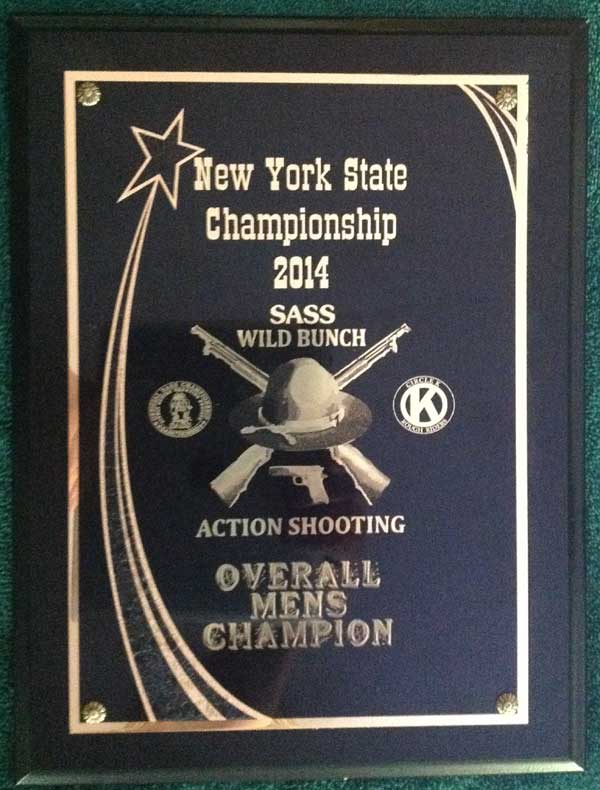 New York State
Championship
2014
SASS
WILD BUNCH
CIRCLE K
K
ROUGH RIDERS
ACTION SHOOTING
OVERALL
MENS
CHAMPION